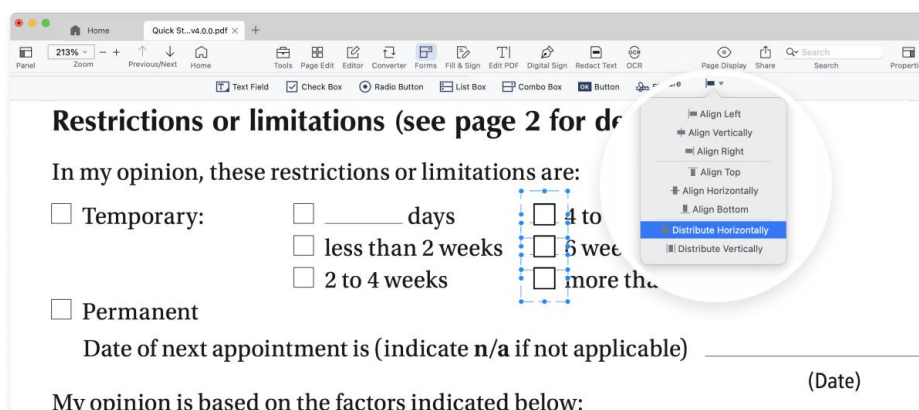 Home
Quick St...v4.0.0.pdf × +
213%
Panel Zoom Previous/Next Home Tools Page Edit Editor Converter Forms Fill & Sign Edit PDF Digital Sign Redact Text OCR Page Display Share Search
Search
Text Field Check Box Radio Button List Box Combo Box OK Button
Align Left
Align Vertically
Align Right
Align Top
Align Horizontally
Align Bottom
Distribute Horizontally
Distribute Vertically
Restrictions or limitations (see page 2 for
In my opinion, these restrictions or limitations are:
Temporary: days 4 to
less than 2 weeks 6
2 to 4 weeks more
Permanent
Date of next appointment is (indicate n/a if not applicable)
(Date)
My opinion is based on the factors indicated below: